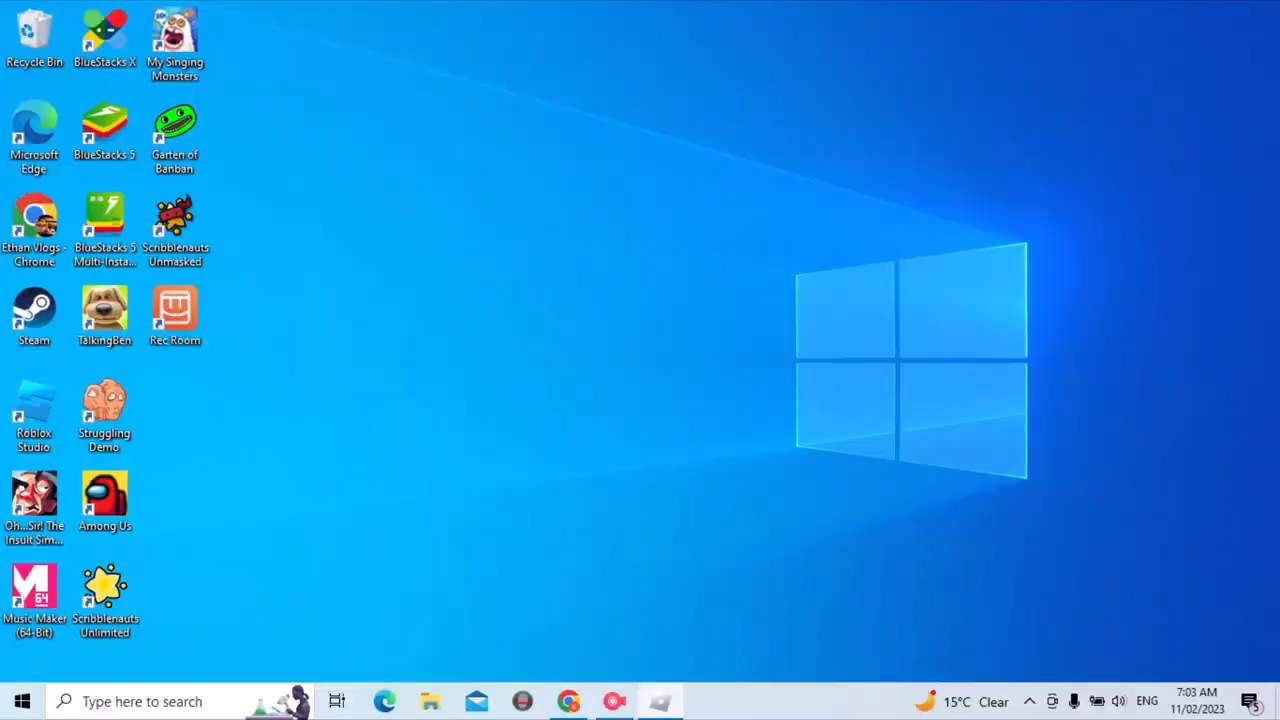 Recycle Bin
BlueStacks X
My Singing
Monsters
Microsoft
Edge
BlueStacks 5
Garten of
Banban
Ethan Vlogs -
Chrome
BlueStacks 5
Multi-Insta...
Scribblenauts
Unmasked
Steam
TalkingBen
Rec Room
Roblox
Studio
Struggling
Demo
Oh...Sir! The
Insult Sim...
Among Us
64
Music Maker
(64-Bit)
Scribblenauts
Unlimited
Type here to search
15°C Clear
ENG
7:03 AM
11/02/2023
5